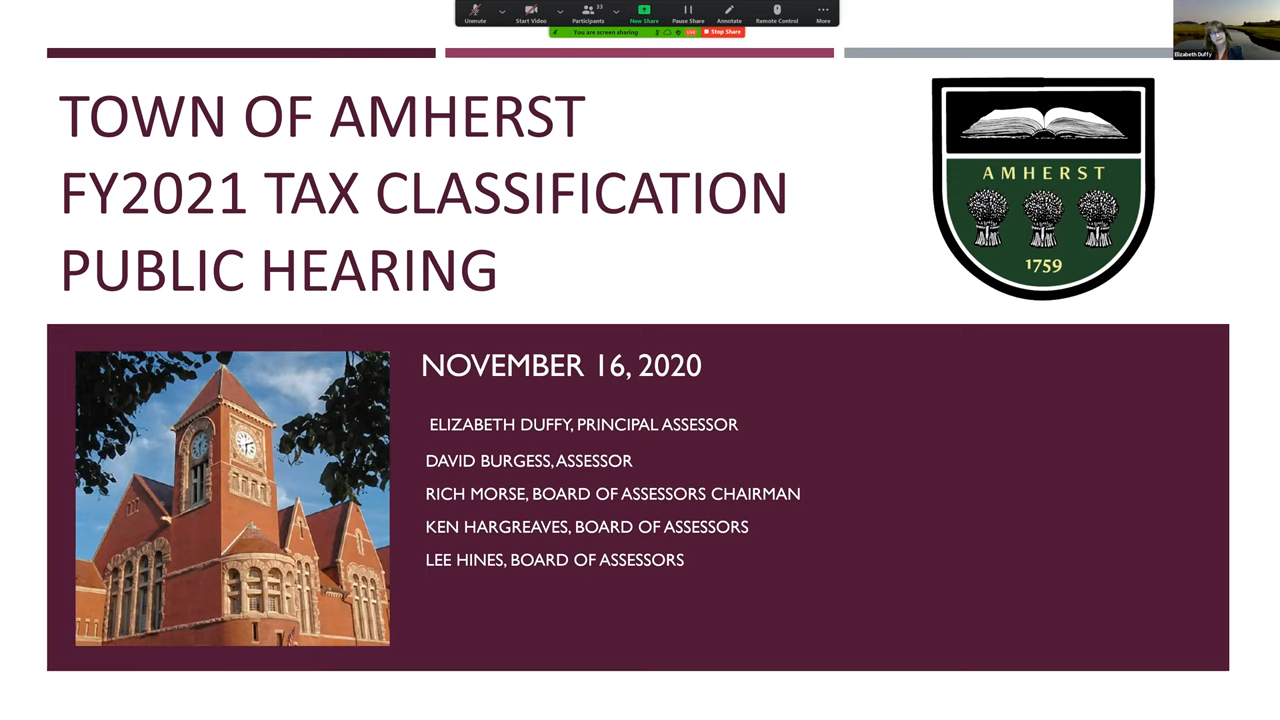 Unmute
Start Video
Participants
33
New Share
Pause Share
Annotate
Remote Control
More
You are screen sharing
LIVE
Stop Share
Elizabeth Duffy
TOWN OF AMHERST
FY2021 TAX CLASSIFICATION
PUBLIC HEARING
AMHERST
1759
NOVEMBER 16, 2020
ELIZABETH DUFFY, PRINCIPAL ASSESSOR
DAVID BURGESS, ASSESSOR
RICH MORSE, BOARD OF ASSESSORS CHAIRMAN
KEN HARGREAVES, BOARD OF ASSESSORS
LEE HINES, BOARD OF ASSESSORS